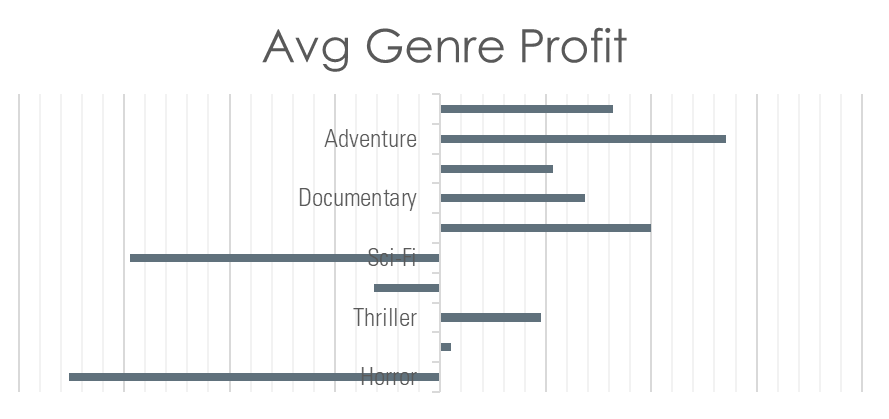 Avg Genre Profit
Adventure
Documentary
Sci-Fi
Thriller
Horror